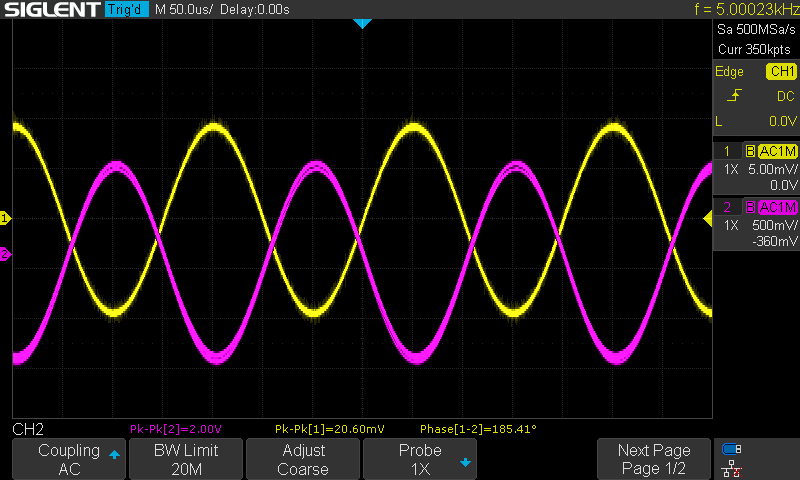 SIGLENT Trig'd M 50.0us/ Delay:0.00s f = 5.00023kHz
Sa 500MSa/s
Curr 350kpts
Edge CH1
DC
L 0.0V
1 B AC1M
1X 5.00mV/
0.0V
2 B AC1M
1X 500mV/
-360mV
1
2
CH2 Pk-Pk[2]=2.00V Pk-Pk[1]=20.60mV Phase[1-2]=185.41°
Coupling BW Limit Adjust Probe Next Page
AC 20M Coarse 1X Page 1/2